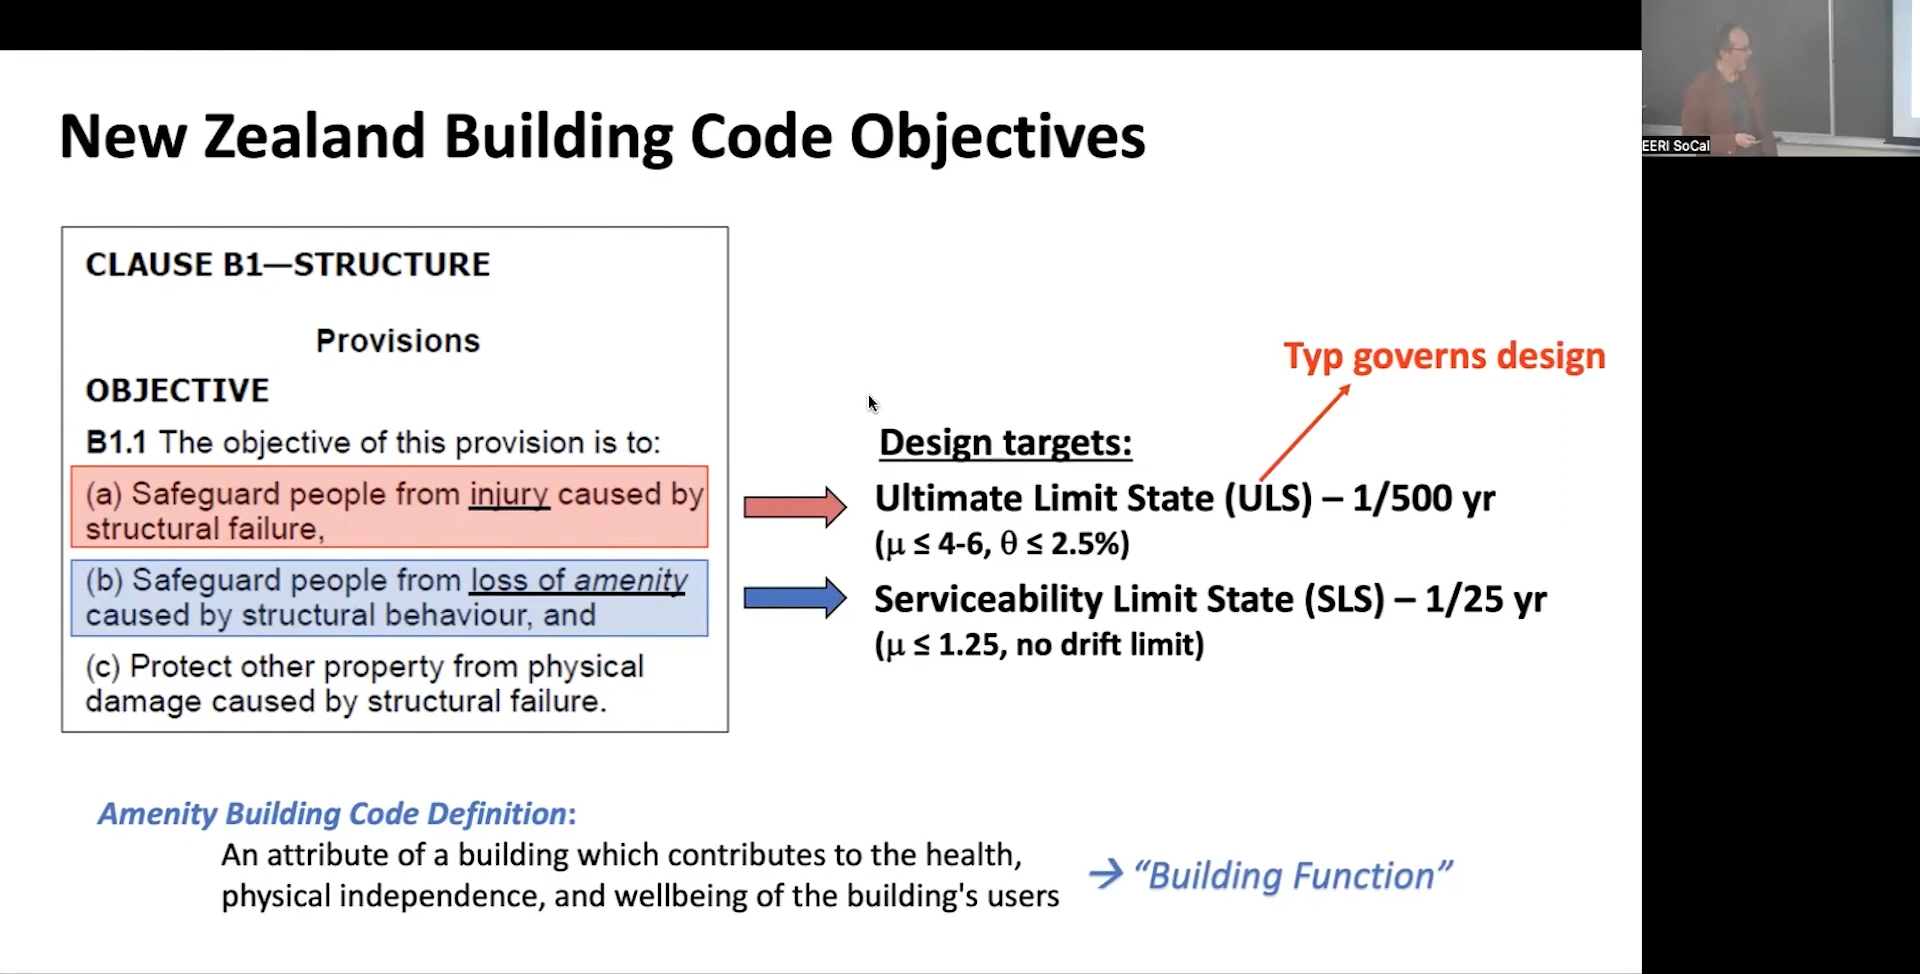 New Zealand Building Code Objectives
EERI SoCal
CLAUSE B1—STRUCTURE
Provisions
OBJECTIVE
B1.1 The objective of this provision is to:
(a) Safeguard people from injury caused by
structural failure,
(b) Safeguard people from loss of amenity
caused by structural behaviour, and
(c) Protect other property from physical
damage caused by structural failure.
Typ governs design
Design targets:
Ultimate Limit State (ULS) – 1/500 yr
(μ ≤ 4-6, θ ≤ 2.5%)
Serviceability Limit State (SLS) – 1/25 yr
(μ ≤ 1.25, no drift limit)
Amenity Building Code Definition:
An attribute of a building which contributes to the health,
physical independence, and wellbeing of the building's users
→ “Building Function”